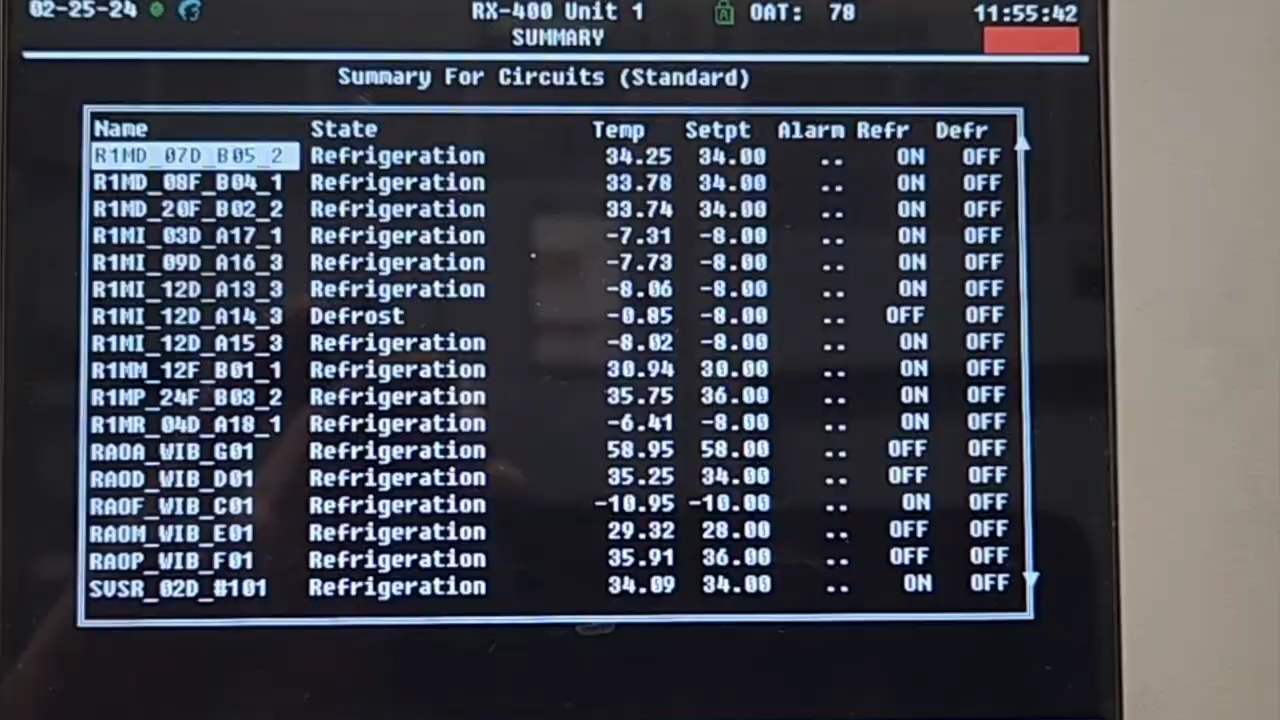 02-25-24 RX-400 Unit 1 OAT: 78 11:55:42
SUMMARY
Summary For Circuits (Standard)
Name State Temp Setpt Alarm Refr Defr
R1MD_07D_B05_2 Refrigeration 34.25 34.00 .. ON OFF
R1MD_08F_B04_1 Refrigeration 33.78 34.00 .. ON OFF
R1MD_20F_B02_2 Refrigeration 33.74 34.00 .. ON OFF
R1MI_03D_A17_1 Refrigeration -7.31 -8.00 .. ON OFF
R1MI_09D_A16_3 Refrigeration -7.73 -8.00 .. ON OFF
R1MI_12D_A13_3 Refrigeration -8.06 -8.00 .. ON OFF
R1MI_12D_A14_3 Defrost -0.85 -8.00 .. OFF OFF
R1MI_12D_A15_3 Refrigeration -8.02 -8.00 .. ON OFF
R1MM_12F_B01_1 Refrigeration 30.94 30.00 .. ON OFF
R1MP_24F_B03_2 Refrigeration 35.75 36.00 .. ON OFF
R1MR_04D_A18_1 Refrigeration -6.41 -8.00 .. ON OFF
RAOA_WIB_G01 Refrigeration 58.95 58.00 .. OFF OFF
RAOD_WIB_D01 Refrigeration 35.25 34.00 .. OFF OFF
RAOF_WIB_C01 Refrigeration -10.95 -10.00 .. ON OFF
RAOM_WIB_E01 Refrigeration 29.32 28.00 .. OFF OFF
RAOP_WIB_F01 Refrigeration 35.91 36.00 .. OFF OFF
SVSR_02D_#101 Refrigeration 34.09 34.00 .. ON OFF